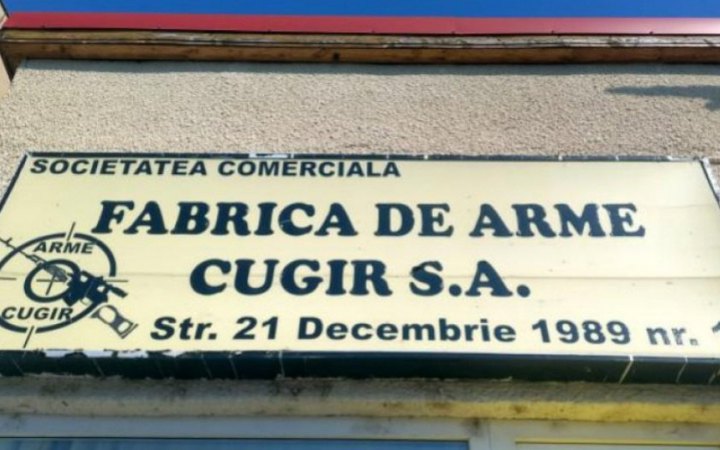 SOCIETATEA COMERCIALA
FABRICA DE ARME
CUGIR S.A.
Str. 21 Decembrie 1989 nr.
ARME
CUGIR